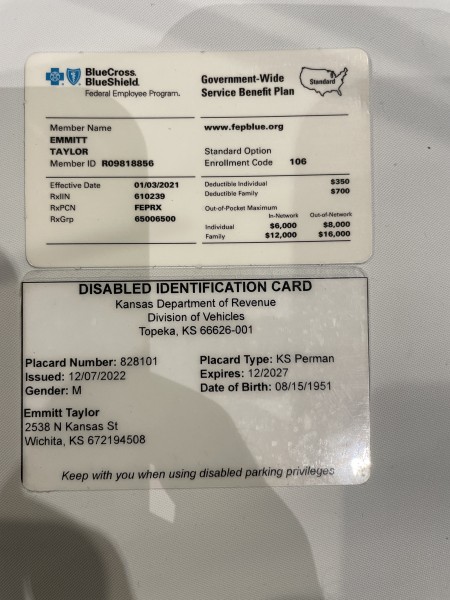 BlueCross.
BlueShield.
Federal Employee Program.
Government-Wide
Service Benefit Plan
Standard
Member Name
EMMITT
TAYLOR
Member ID R09818856
www.fepblue.org
Standard Option
Enrollment Code 106
Effective Date 01/03/2021
RxIIN 610239
RxPCN FEPRX
RxGrp 65006500
Deductible Individual $350
Deductible Family $700
Out-of-Pocket Maximum
In-Network Out-of-Network
Individual $6,000 $8,000
Family $12,000 $16,000
DISABLED IDENTIFICATION CARD
Kansas Department of Revenue
Division of Vehicles
Topeka, KS 66626-001
Placard Number: 828101
Issued: 12/07/2022
Gender: M
Placard Type: KS Perman
Expires: 12/2027
Date of Birth: 08/15/1951
Emmitt Taylor
2538 N Kansas St
Wichita, KS 672194508
Keep with you when using disabled parking privileges